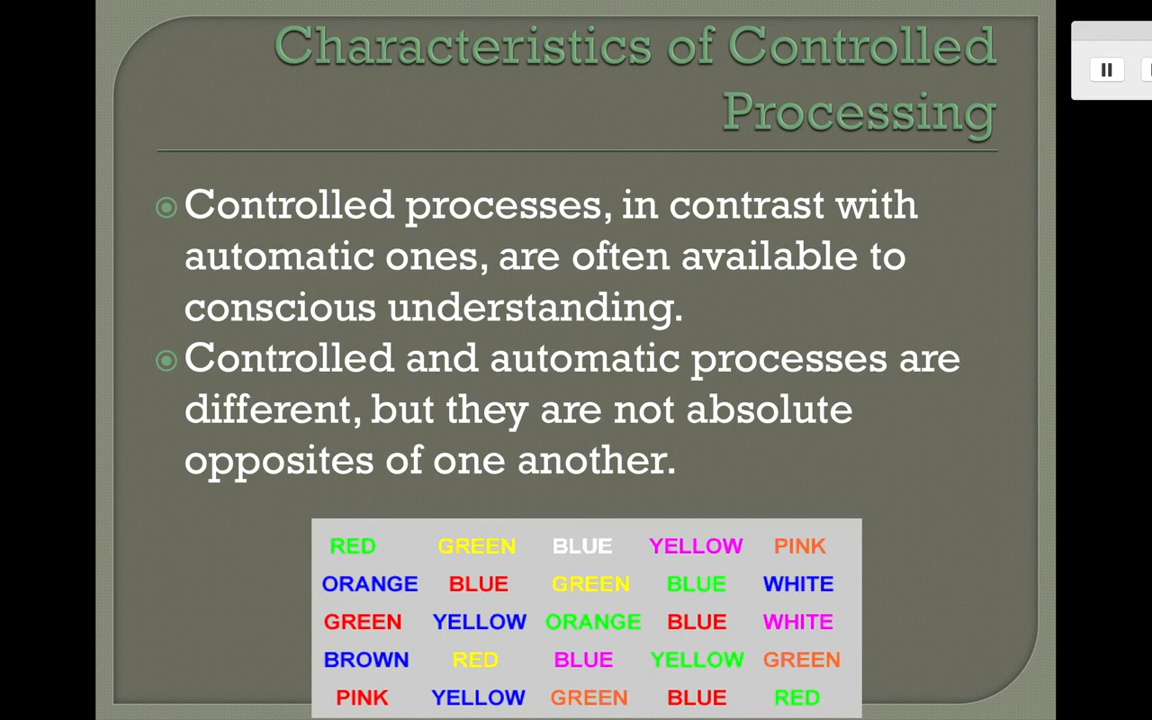 Characteristics of Controlled
Processing
Controlled processes, in contrast with
automatic ones, are often available to
conscious understanding.
Controlled and automatic processes are
different, but they are not absolute
opposites of one another.
RED GREEN BLUE YELLOW PINK
ORANGE BLUE GREEN BLUE WHITE
GREEN YELLOW ORANGE BLUE WHITE
BROWN RED BLUE YELLOW GREEN
PINK YELLOW GREEN BLUE RED